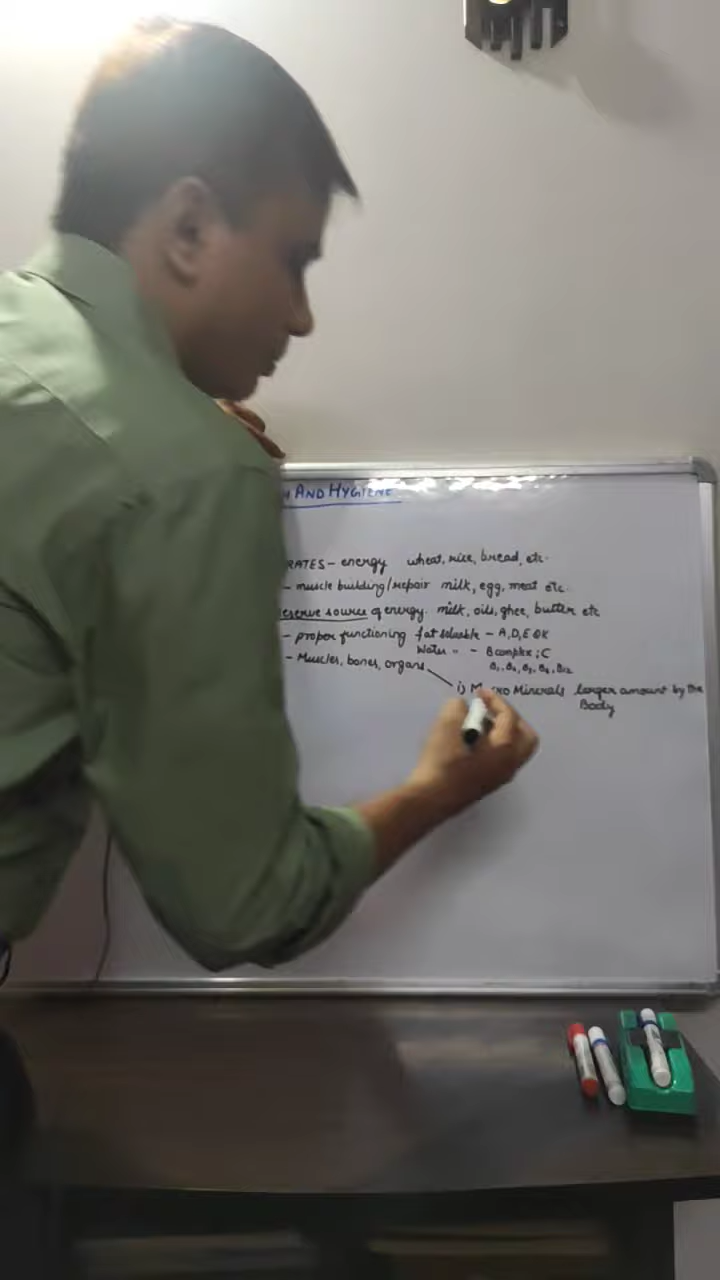 AND HYGIENE
RATES - energy wheat, rice, bread, etc.
- muscle building/repair milk, egg, meat etc.
reserve source of energy. milk, oils, ghee, butter etc
- proper functioning fat soluble - A, D, E & K
Water " - B complex; C
- Muscles, bones, organs
i) Macro Minerals larger amount by the
Body